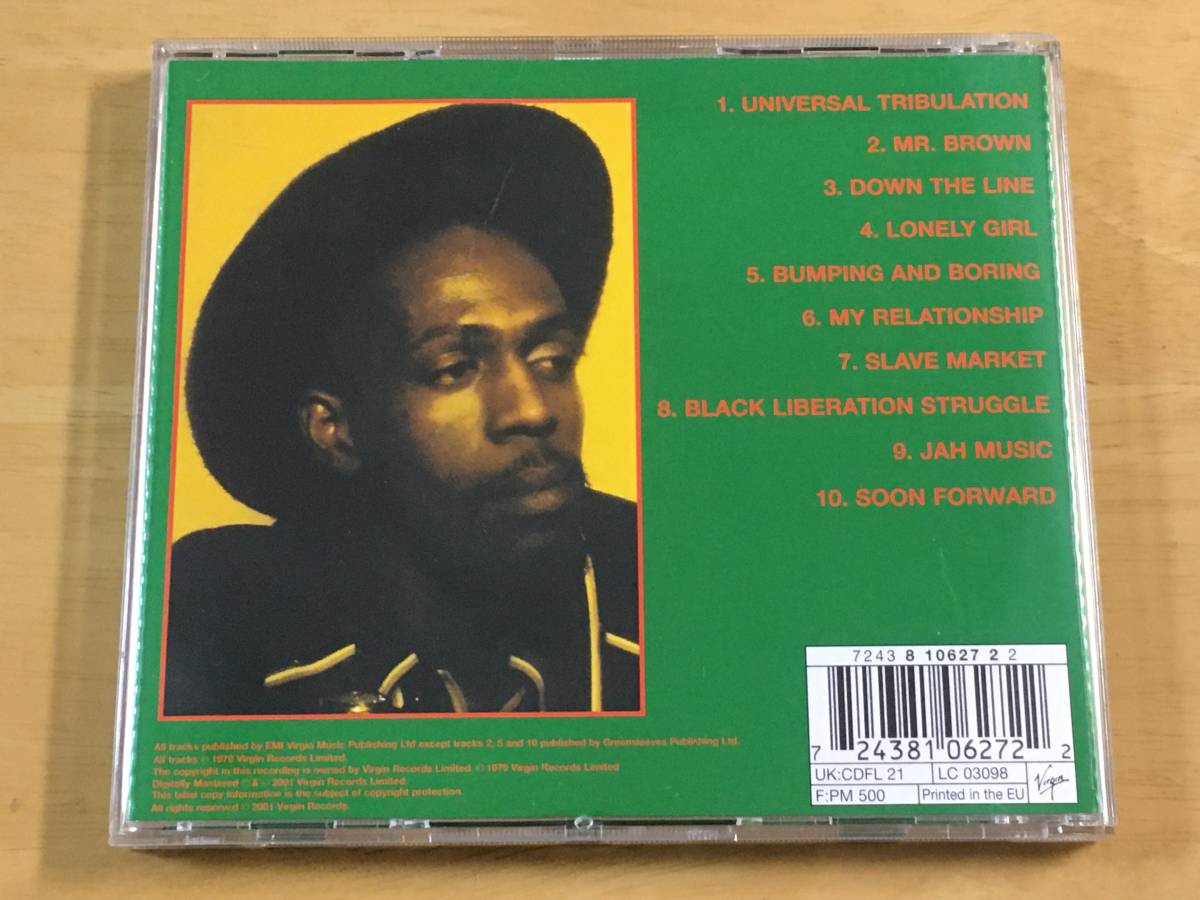 1. UNIVERSAL TRIBULATION
2. MR. BROWN
3. DOWN THE LINE
4. LONELY GIRL
5. BUMPING AND BORING
6. MY RELATIONSHIP
7. SLAVE MARKET
8. BLACK LIBERATION STRUGGLE
9. JAH MUSIC
10. SOON FORWARD
All tracks published by EMI Virgin Music Publishing Ltd except tracks 2, 5 and 10 published by Greensleeves Publishing Ltd.
All tracks ℗ 1979 Virgin Records Limited.
The copyright in this recording is owned by Virgin Records Limited. ℗ 1979 Virgin Records Limited
Digitally Mastered ℗ & © 2001 Virgin Records Limited.
This label copy information is the subject of copyright protection.
All rights reserved © 2001 Virgin Records.
7243 8 10627 2 2
7 24381 06272 2
UK:CDFL 21 LC 03098
F:PM 500 Printed in the EU
Virgin